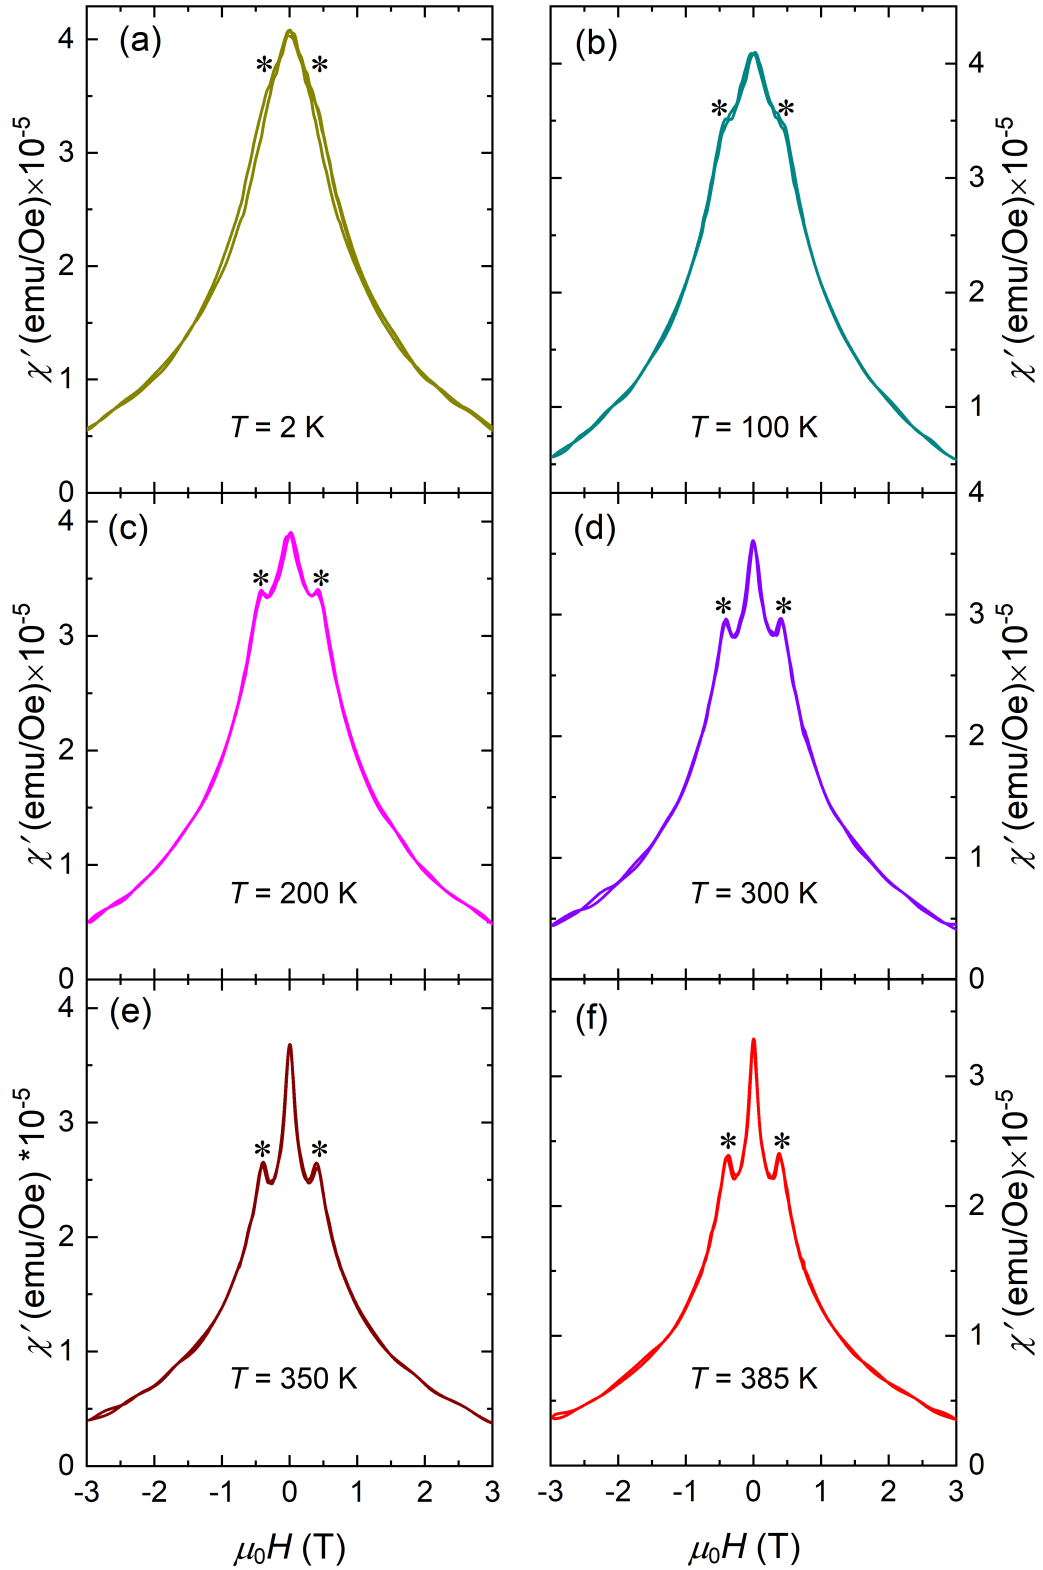 (a)
* *
χ′(emu/Oe)×10⁻⁵
4
3
2
1
0
T = 2 K
(b)
* *
χ′(emu/Oe)×10⁻⁵
4
3
2
1
T = 100 K
(c)
* *
χ′(emu/Oe)×10⁻⁵
4
3
2
1
0
T = 200 K
(d)
* *
χ′(emu/Oe)×10⁻⁵
4
3
2
1
0
T = 300 K
(e)
* *
χ′(emu/Oe) *10⁻⁵
4
3
2
1
0
T = 350 K
-3 -2 -1 0 1 2 3
μ₀H (T)
(f)
* *
χ′(emu/Oe)×10⁻⁵
3
2
1
0
T = 385 K
-3 -2 -1 0 1 2 3
μ₀H (T)